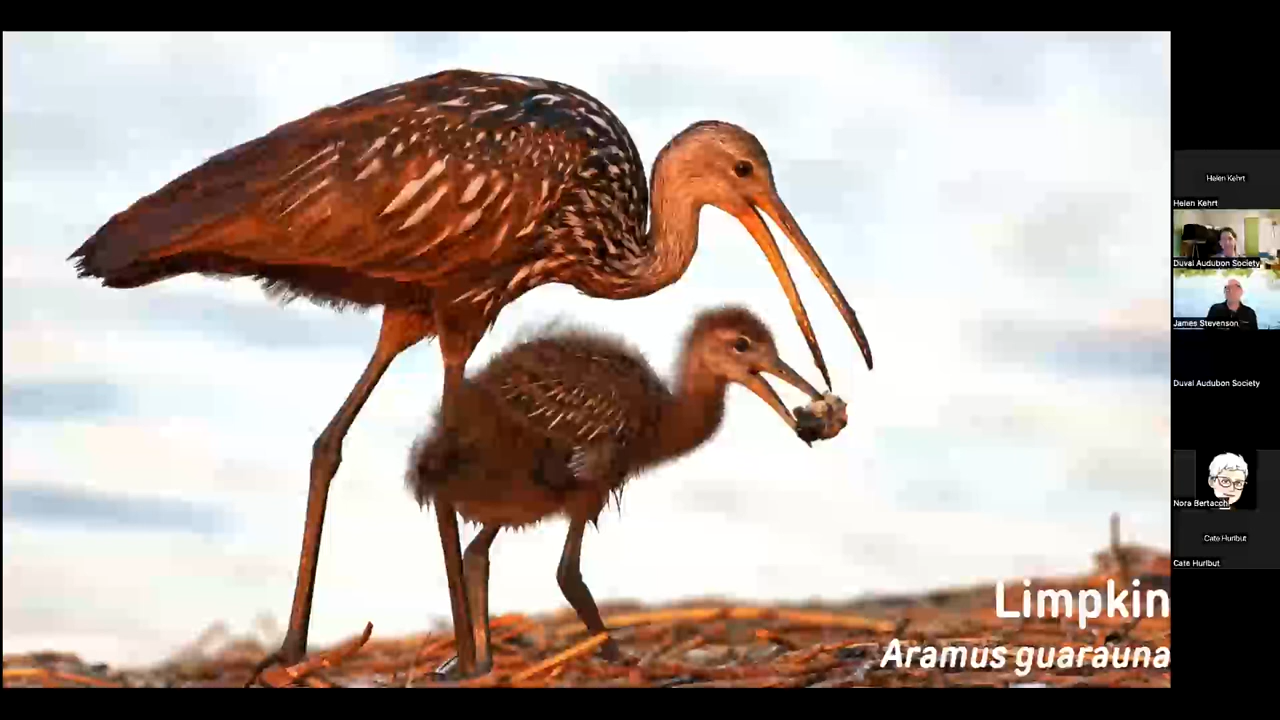 Limpkin
Aramus guarauna
Helen Kehrt
Helen Kehrt
Duval Audubon Society
James Stevenson
Duval Audubon Society
Nora Bertacchi
Cate Hurlbut
Cate Hurlbut